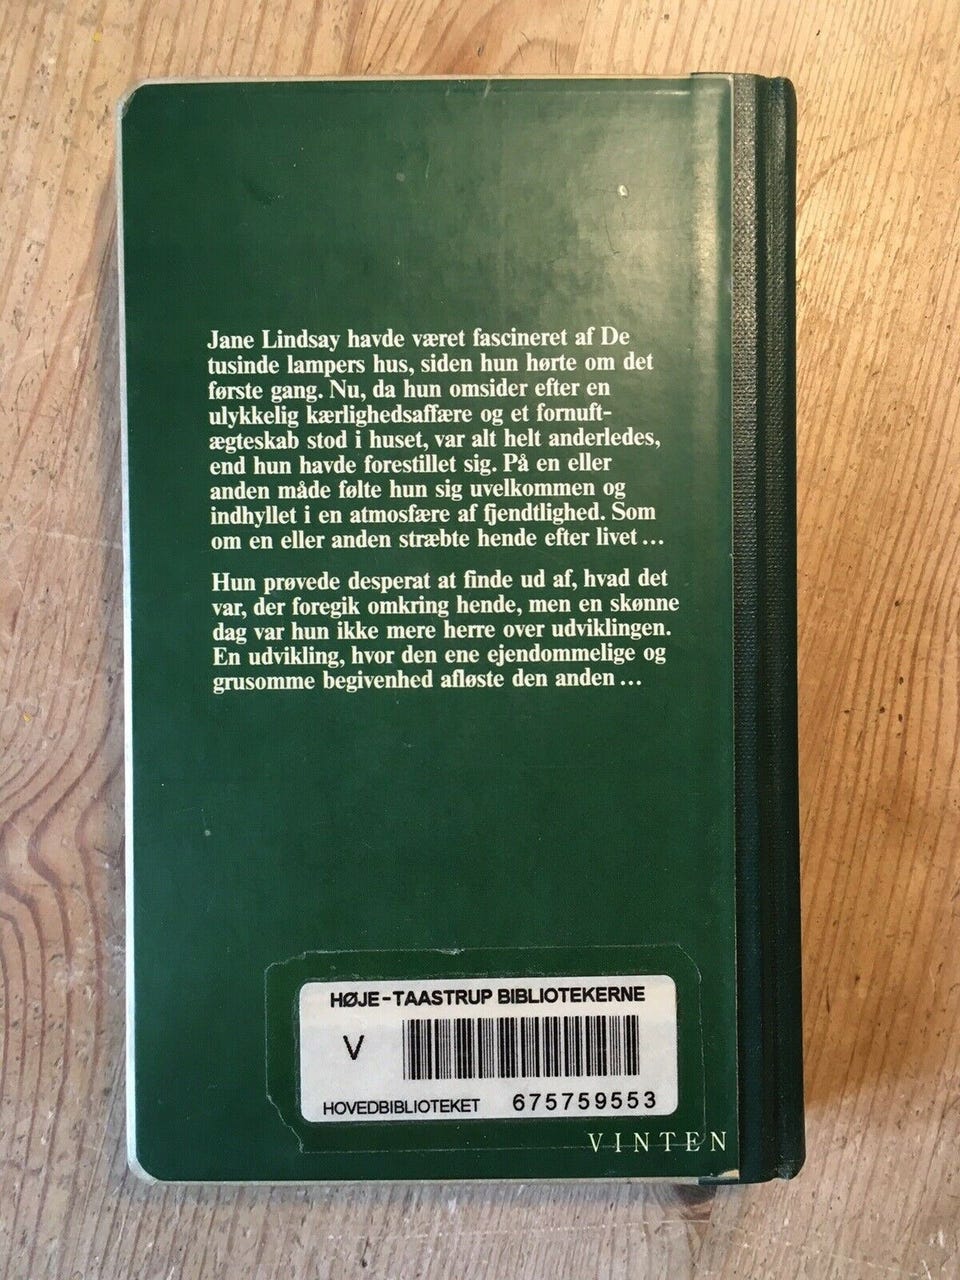 Jane Lindsay havde været fascineret af De
tusinde lampers hus, siden hun hørte om det
første gang. Nu, da hun omsider efter en
ulykkelig kærlighedsaffære og et fornuft-
ægteskab stod i huset, var alt helt anderledes,
end hun havde forestillet sig. På en eller
anden måde følte hun sig uvelkommen og
indhyllet i en atmosfære af fjendtlighed. Som
om en eller anden stræbte hende efter livet...
Hun prøvede desperat at finde ud af, hvad det
var, der foregik omkring hende, men en skønne
dag var hun ikke mere herre over udviklingen.
En udvikling, hvor den ene ejendommelige og
grusomme begivenhed afløste den anden...
HØJE-TAASTRUP BIBLIOTEKERNE
V
HOVEDBIBLIOTEKET 675759553
VINTEN